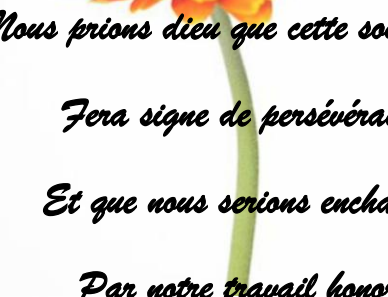 Nous prions dieu que cette
Fera signe de
Et que nous serions
Par notre travail